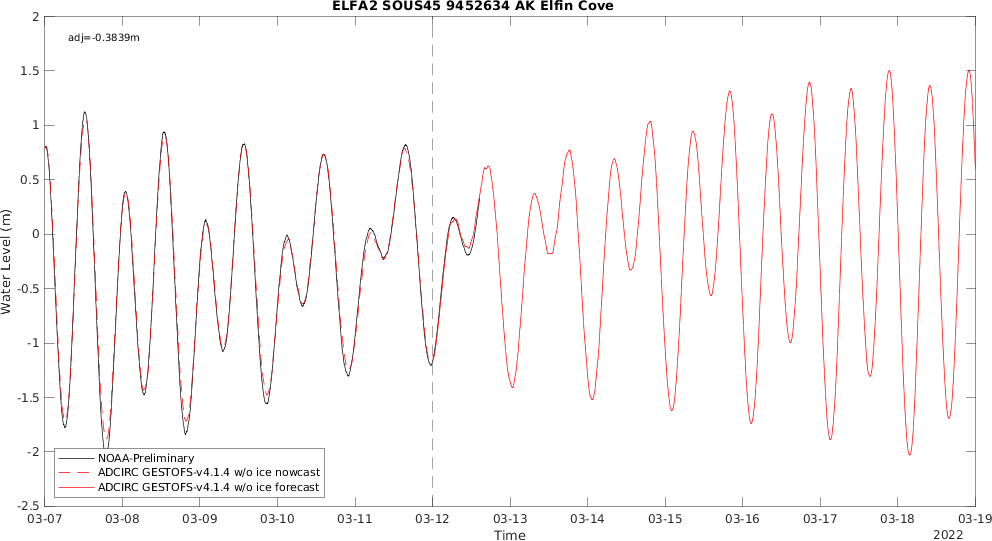 ELFA2 SOUS45 9452634 AK Elfin Cove
adj=-0.3839m
2
1.5
1
0.5
0
-0.5
-1
-1.5
-2
-2.5
Water Level (m)
NOAA-Preliminary
ADCIRC GESTOFS-v4.1.4 w/o ice nowcast
ADCIRC GESTOFS-v4.1.4 w/o ice forecast
03-07 03-08 03-09 03-10 03-11 03-12 03-13 03-14 03-15 03-16 03-17 03-18 03-19
Time
2022